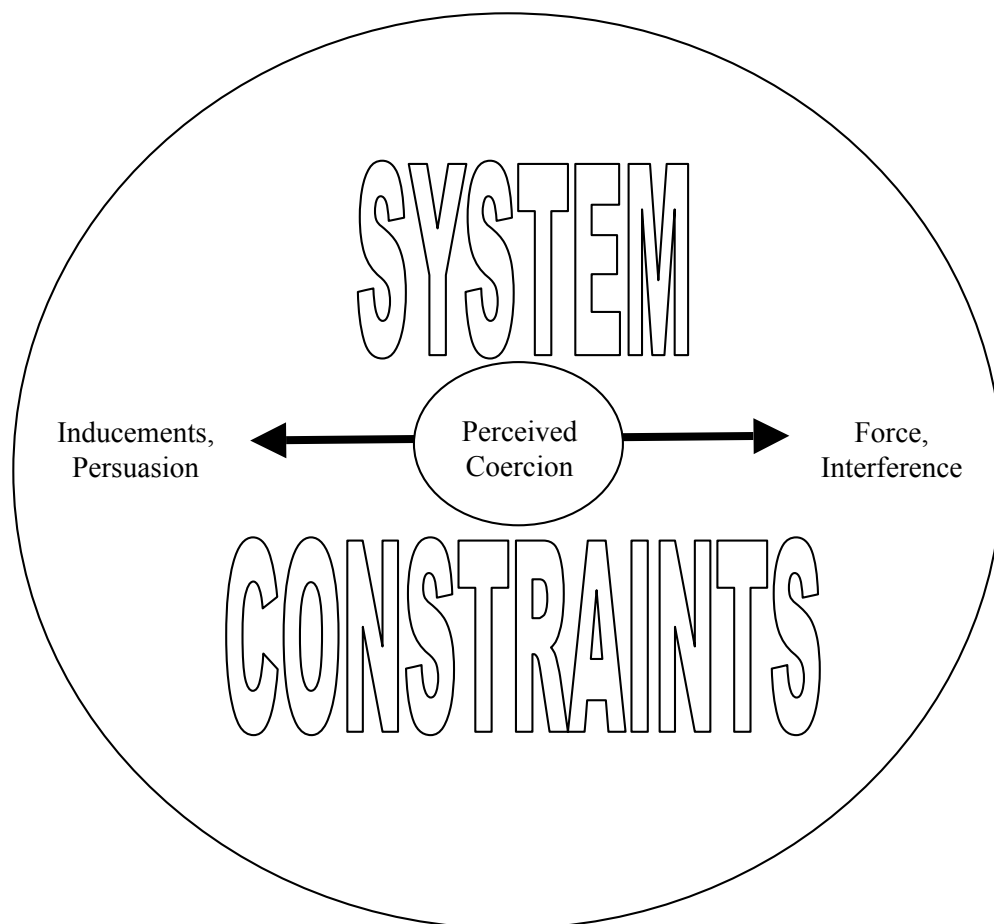 SYSTEM
Inducements,
Persuasion
Perceived
Coercion
Force,
Interference
CONSTRAINTS